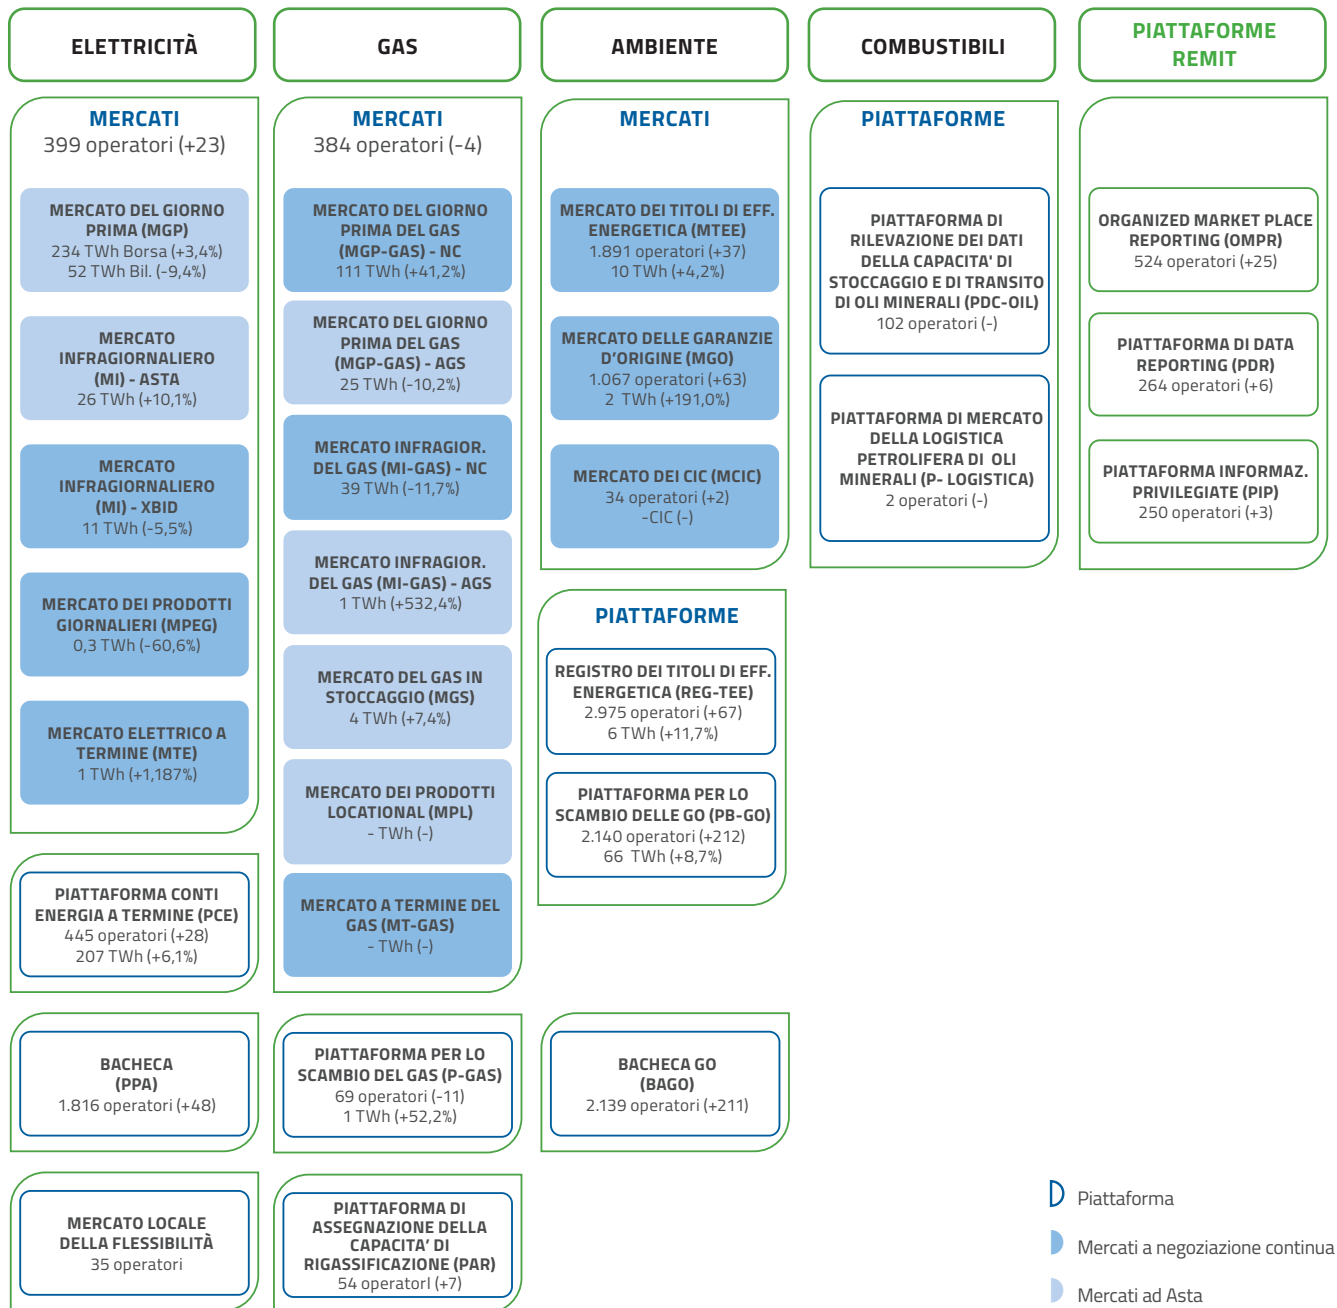 ELETTRICITÀ
MERCATI
399 operatori (+23)
MERCATO DEL GIORNO
PRIMA (MGP)
234 TWh Borsa (+3,4%)
52 TWh Bil. (-9,4%)
MERCATO
INFRAGIORNALIERO
(MI) - ASTA
26 TWh (+10,1%)
MERCATO
INFRAGIORNALIERO
(MI) - XBID
11 TWh (-5,5%)
MERCATO DEI PRODOTTI
GIORNALIERI (MPEG)
0,3 TWh (-60,6%)
MERCATO ELETTRICO A
TERMINE (MTE)
1 TWh (+1,187%)
PIATTAFORMA CONTI
ENERGIA A TERMINE (PCE)
445 operatori (+28)
207 TWh (+6,1%)
BACHECA
(PPA)
1.816 operatori (+48)
MERCATO LOCALE
DELLA FLESSIBILITÀ
35 operatori
GAS
MERCATI
384 operatori (-4)
MERCATO DEL GIORNO
PRIMA DEL GAS
(MGP-GAS) - NC
111 TWh (+41,2%)
MERCATO DEL GIORNO
PRIMA DEL GAS
(MGP-GAS) - AGS
25 TWh (-10,2%)
MERCATO INFRAGIOR.
DEL GAS (MI-GAS) - NC
39 TWh (-11,7%)
MERCATO INFRAGIOR.
DEL GAS (MI-GAS) - AGS
1 TWh (+532,4%)
MERCATO DEL GAS IN
STOCCAGGIO (MGS)
4 TWh (+7,4%)
MERCATO DEI PRODOTTI
LOCATIONAL (MPL)
- TWh (-)
MERCATO A TERMINE DEL
GAS (MT-GAS)
- TWh (-)
PIATTAFORMA PER LO
SCAMBIO DEL GAS (P-GAS)
69 operatori (-11)
1 TWh (+52,2%)
PIATTAFORMA DI
ASSEGNAZIONE DELLA
CAPACITA' DI
RIGASSIFICAZIONE (PAR)
54 operatorI (+7)
AMBIENTE
MERCATI
MERCATO DEI TITOLI DI EFF.
ENERGETICA (MTEE)
1.891 operatori (+37)
10 TWh (+4,2%)
MERCATO DELLE GARANZIE
D'ORIGINE (MGO)
1.067 operatori (+63)
2 TWh (+191,0%)
MERCATO DEI CIC (MCIC)
34 operatori (+2)
-CIC (-)
PIATTAFORME
REGISTRO DEI TITOLI DI EFF.
ENERGETICA (REG-TEE)
2.975 operatori (+67)
6 TWh (+11,7%)
PIATTAFORMA PER LO
SCAMBIO DELLE GO (PB-GO)
2.140 operatori (+212)
66 TWh (+8,7%)
BACHECA GO
(BAGO)
2.139 operatori (+211)
COMBUSTIBILI
PIATTAFORME
PIATTAFORMA DI
RILEVAZIONE DEI DATI
DELLA CAPACITA' DI
STOCCAGGIO E DI TRANSITO
DI OLI MINERALI (PDC-OIL)
102 operatori (-)
PIATTAFORMA DI MERCATO
DELLA LOGISTICA
PETROLIFERA DI OLI
MINERALI (P- LOGISTICA)
2 operatori (-)
PIATTAFORME
REMIT
ORGANIZED MARKET PLACE
REPORTING (OMPR)
524 operatori (+25)
PIATTAFORMA DI DATA
REPORTING (PDR)
264 operatori (+6)
PIATTAFORMA INFORMAZ.
PRIVILEGIATE (PIP)
250 operatori (+3)
Piattaforma
Mercati a negoziazione continua
Mercati ad Asta